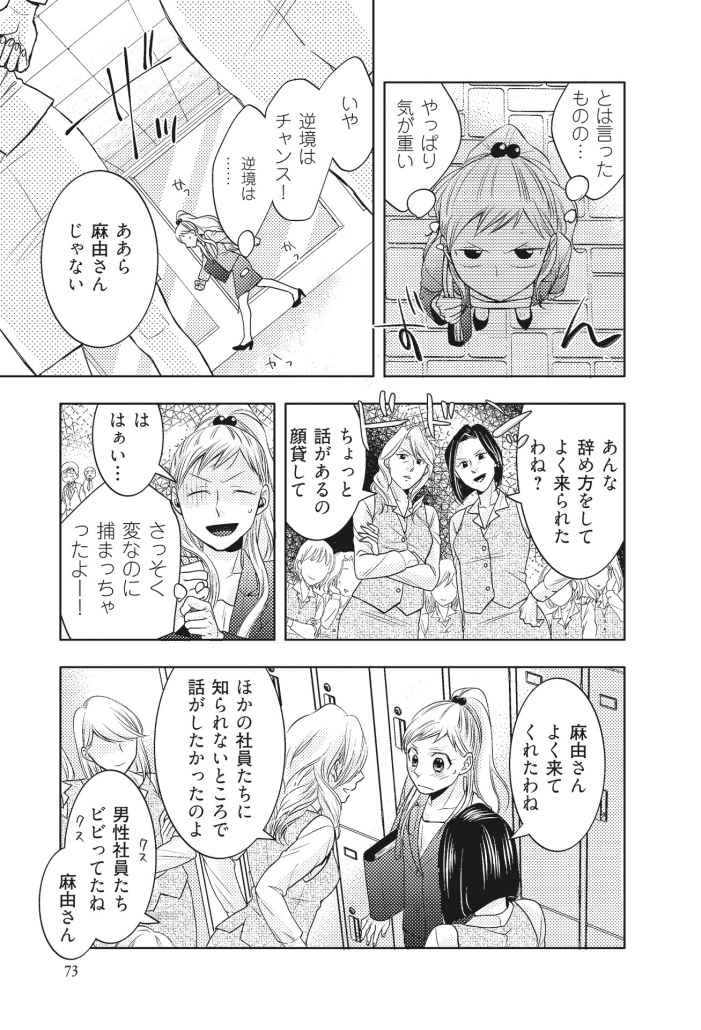 とは言った
ものの…
やっぱり
気が重い
ずーん
いや
逆境は
チャンス!
逆境は
……
やっ
やっ
ああら
麻由さん
じゃない
あんな
辞め方をして
よく来られた
わね?
ちょっと
話があるの
顔貸して
は
はぁい…
さっそく
変なのに
捕まっちゃ
ったよー!
麻由さん
よく来て
くれたわね
ほかの社員たちに
知られないところで
話がしたかったのよ
クス
男性社員たち
ビビってたね
クス
麻由さん
73